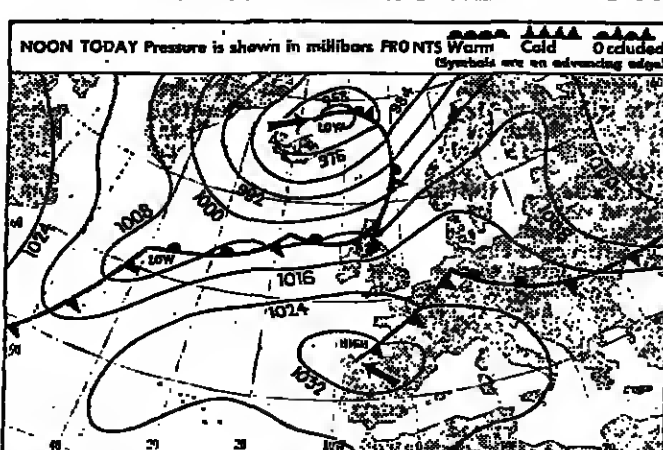 NOON TODAY Pressure is shown in millibars FRONTS Warm Cold Occluded
(Symbols are on advancing edge)
LOW
976
992
1000
1008
1024
LOW
1016
1024
HIGH
1032